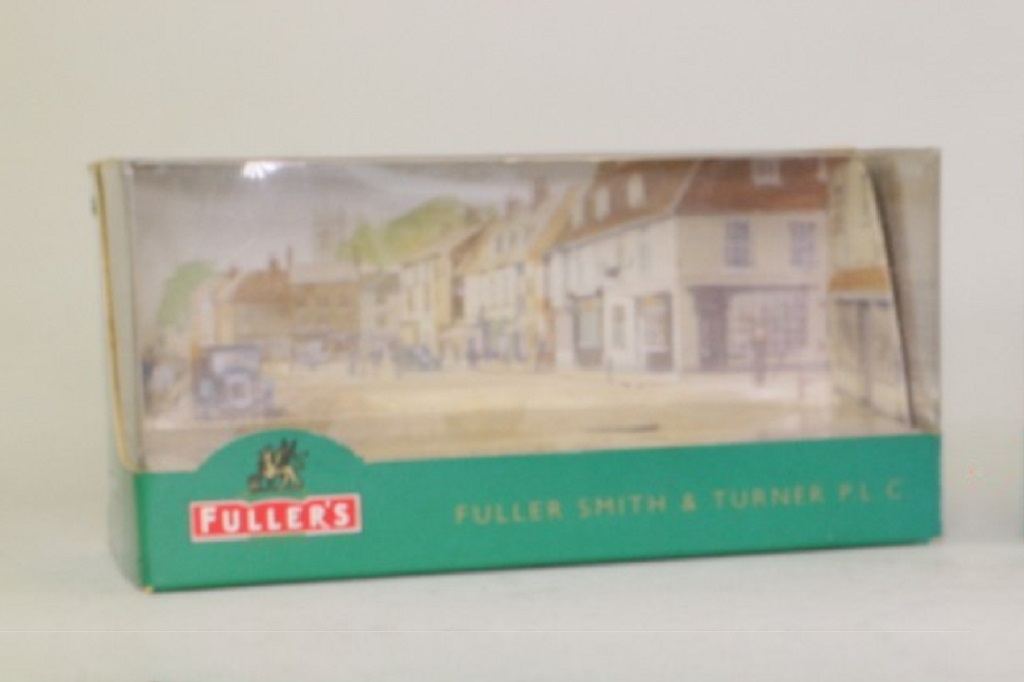 FULLER'S
FULLER SMITH & TURNER P L C